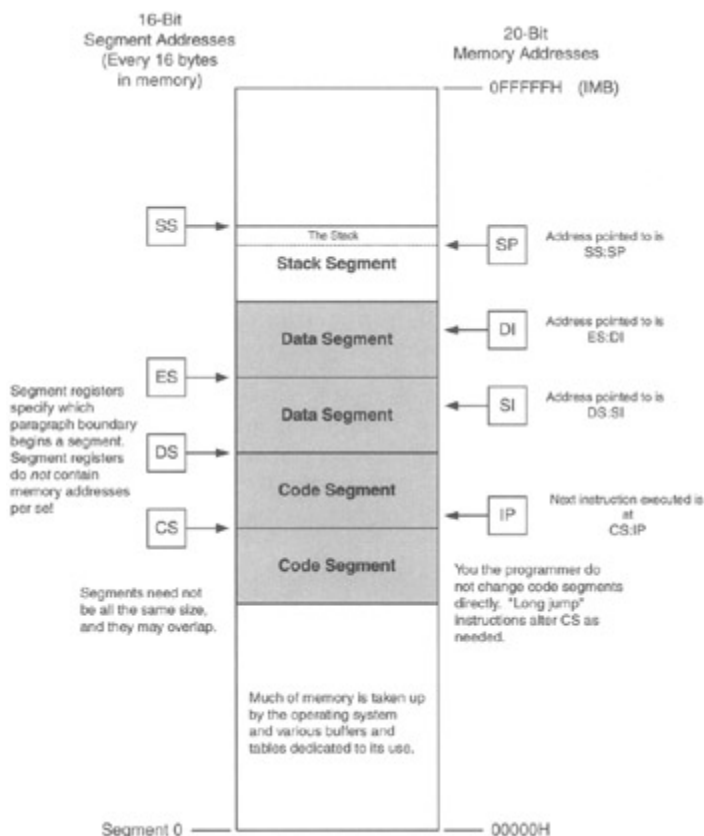 16-Bit
Segment Addresses
(Every 16 bytes
in memory)
20-Bit
Memory Addresses
0FFFFFH (IMB)
SS
The Stack
Stack Segment
SP
Address pointed to is
SS:SP
Data Segment
DI
Address pointed to is
ES:DI
ES
Data Segment
SI
Address pointed to is
DS:SI
Segment registers
specify which
paragraph boundary
begins a segment.
Segment registers
do not contain
memory addresses
per set
DS
Code Segment
IP
Next instruction executed is
at
CS:IP
CS
Code Segment
Segments need not
be all the same size,
and they may overlap.
You the programmer do
not change code segments
directly. "Long jump"
instructions alter CS as
needed.
Much of memory is taken up
by the operating system
and various buffers and
tables dedicated to its use.
Segment 0
00000H